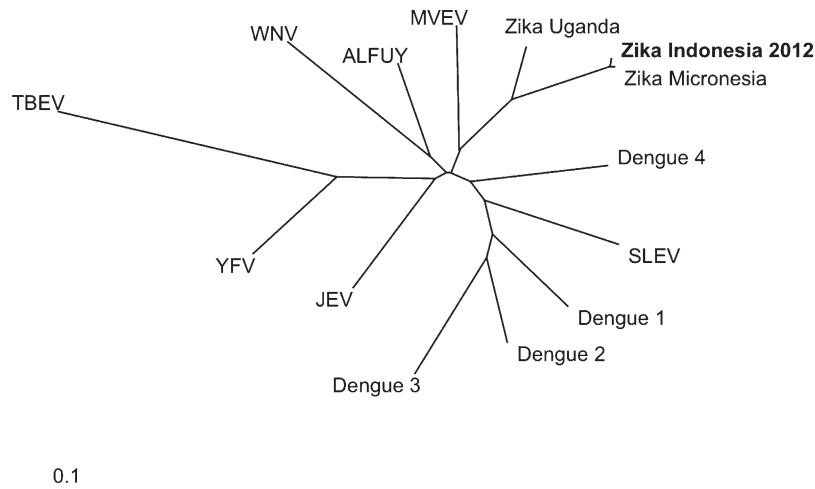 MVEV
Zika Uganda
WNV
Zika Indonesia 2012
ALFUY
Zika Micronesia
TBEV
Dengue 4
SLEV
YFV
JEV
Dengue 1
Dengue 2
Dengue 3
0.1